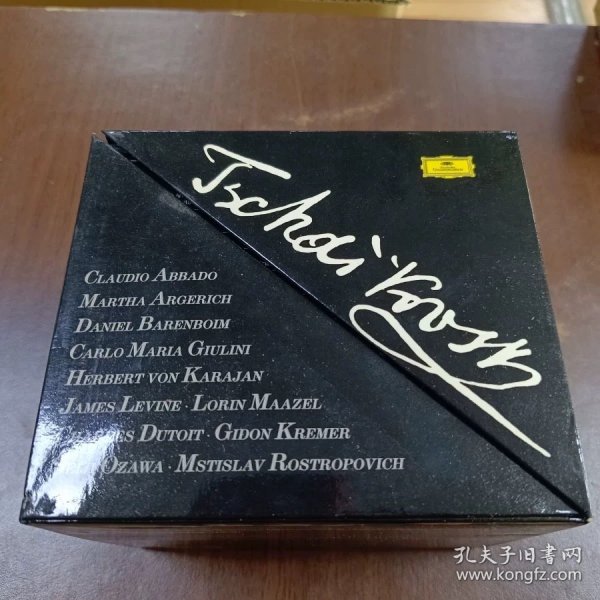 Tschaikowsky
CLAUDIO ABBADO
MARTHA ARGERICH
DANIEL BARENBOIM
CARLO MARIA GIULINI
HERBERT VON KARAJAN
JAMES LEVINE · LORIN MAAZEL
DUTOIT · GIDON KREMER
OZAWA · MSTISLAV ROSTROPOVICH
孔夫子旧书网
www.kongfz.com